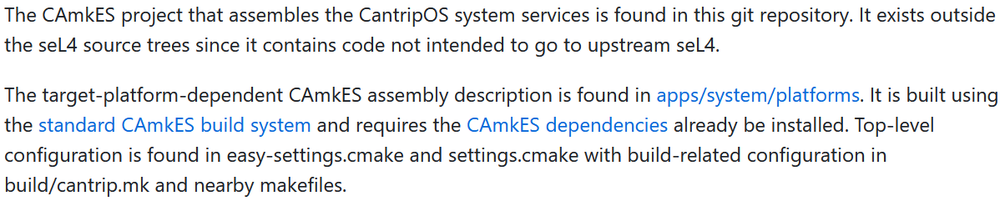 The CAmkES project that assembles the CantripOS system services is found in this git repository. It exists outside
the seL4 source trees since it contains code not intended to go to upstream seL4.
The target-platform-dependent CAmkES assembly description is found in apps/system/platforms. It is built using
the standard CAmkES build system and requires the CAmkES dependencies already be installed. Top-level
configuration is found in easy-settings.cmake and settings.cmake with build-related configuration in
build/cantrip.mk and nearby makefiles.